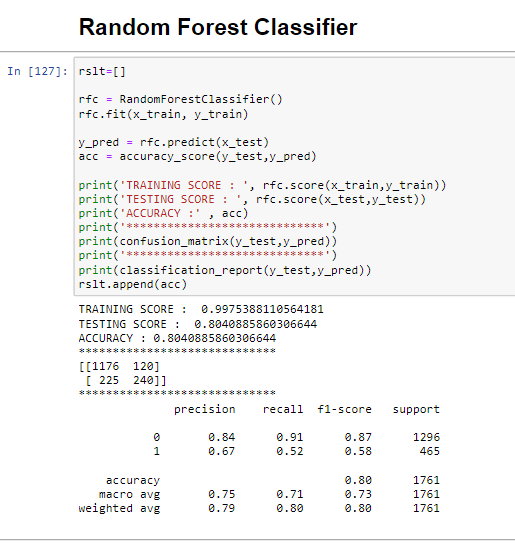 Random Forest Classifier
In [127]: rslt=[]
rfc = RandomForestClassifier()
rfc.fit(x_train, y_train)
y_pred = rfc.predict(x_test)
acc = accuracy_score(y_test,y_pred)
print('TRAINING SCORE : ', rfc.score(x_train,y_train))
print('TESTING SCORE : ', rfc.score(x_test,y_test))
print('ACCURACY :' , acc)
print('*****************************')
print(confusion_matrix(y_test,y_pred))
print('*****************************')
print(classification_report(y_test,y_pred))
rslt.append(acc)
TRAINING SCORE :  0.9975388110564181
TESTING SCORE :  0.8040885860306644
ACCURACY : 0.8040885860306644
*****************************
[[1176  120]
 [ 225  240]]
*****************************
              precision    recall  f1-score   support
           0       0.84      0.91      0.87      1296
           1       0.67      0.52      0.58       465
    accuracy                           0.80      1761
   macro avg       0.75      0.71      0.73      1761
weighted avg       0.79      0.80      0.80      1761